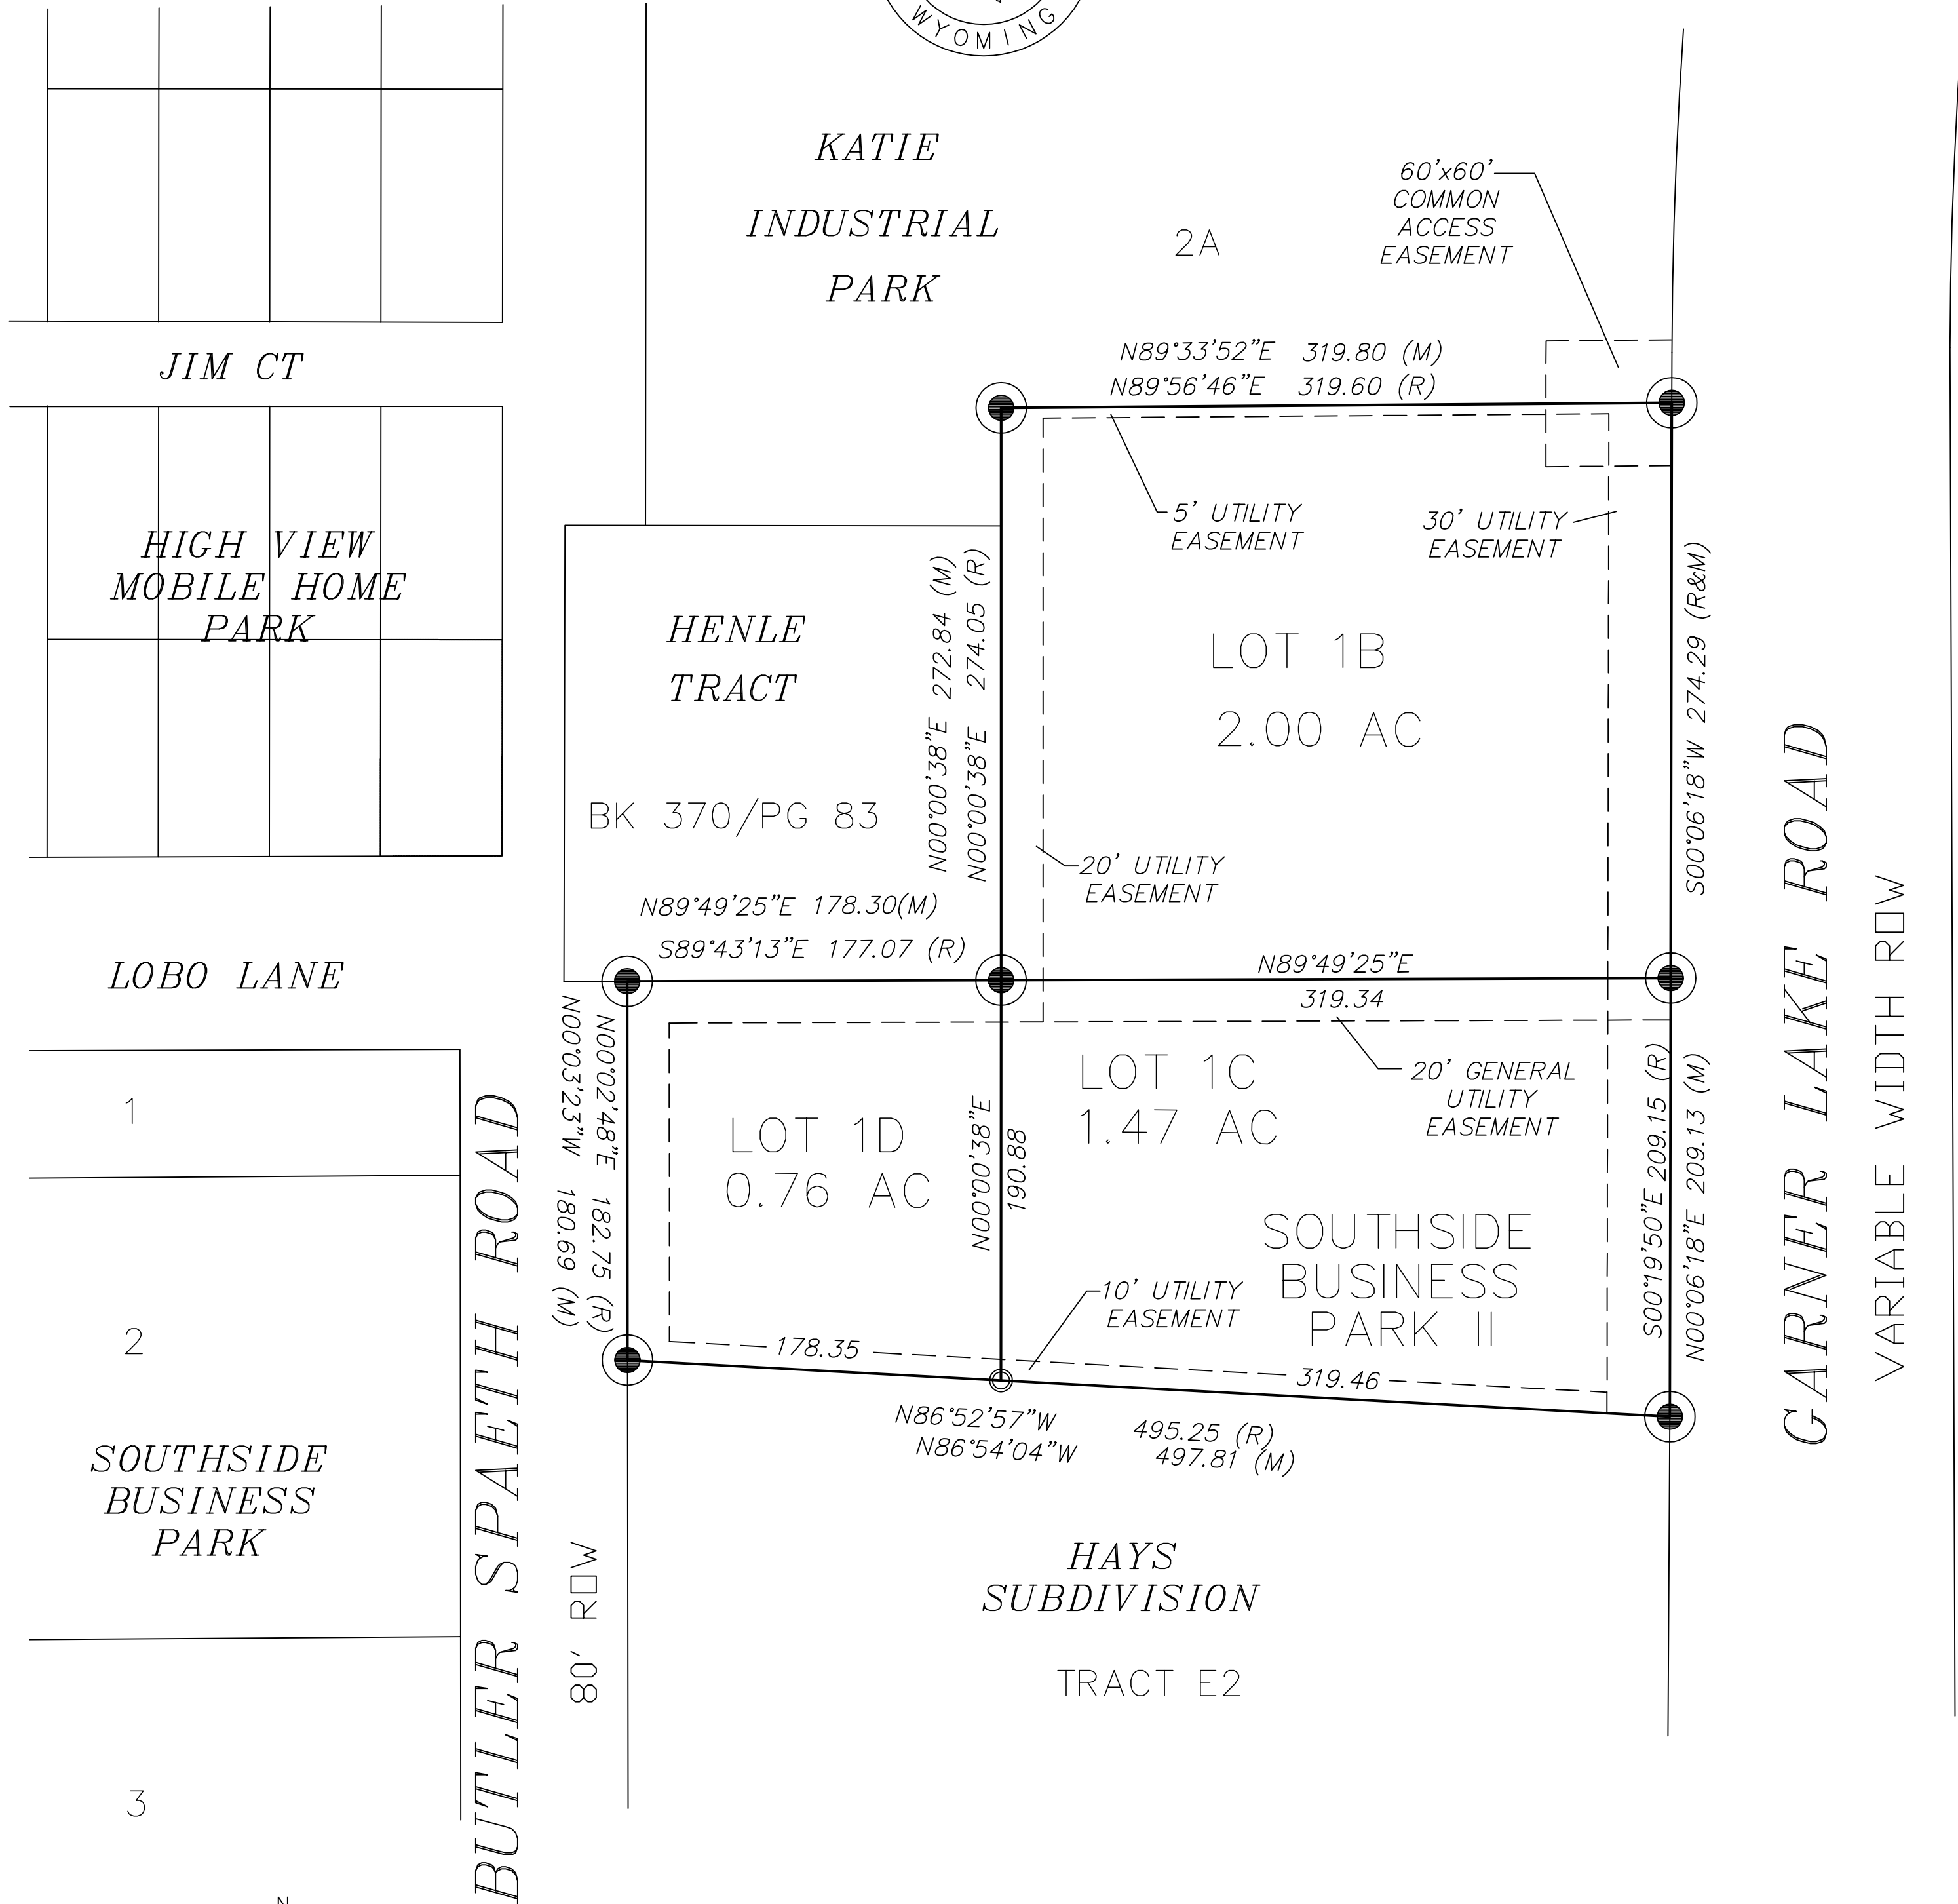 WYOMING
KATIE
INDUSTRIAL
PARK
2A
60'x60'
COMMON
ACCESS
EASEMENT
JIM CT
N89°33'52"E 319.80 (M)
N89°56'46"E 319.60 (R)
5' UTILITY
EASEMENT
30' UTILITY
EASEMENT
HIGH VIEW
MOBILE HOME
PARK
HENLE
TRACT
BK 370/PG 83
N00°00'38"E 272.84 (M)
N00°00'38"E 274.05 (R)
LOT 1B
2.00 AC
S00°06'18"W 274.29 (R&M)
20' UTILITY
EASEMENT
N89°49'25"E 178.30(M)
S89°43'13"E 177.07 (R)
N89°49'25"E
319.34
LOBO LANE
N00°03'23"W 180.69 (M)
N00°02'48"E 182.75 (R)
LOT 1C
1.47 AC
20' GENERAL
UTILITY
EASEMENT
LOT 1D
0.76 AC
N00°00'38"E
190.88
S00°19'50"E 209.15 (R)
N00°06'18"E 209.13 (M)
SOUTHSIDE
BUSINESS
PARK II
10' UTILITY
EASEMENT
178.35
319.46
N86°52'57"W 495.25 (R)
N86°54'04"W 497.81 (M)
GARNER LAKE ROAD
VARIABLE WIDTH ROW
1
2
SOUTHSIDE
BUSINESS
PARK
3
BUTLER SPAETH ROAD
80' ROW
HAYS
SUBDIVISION
TRACT E2